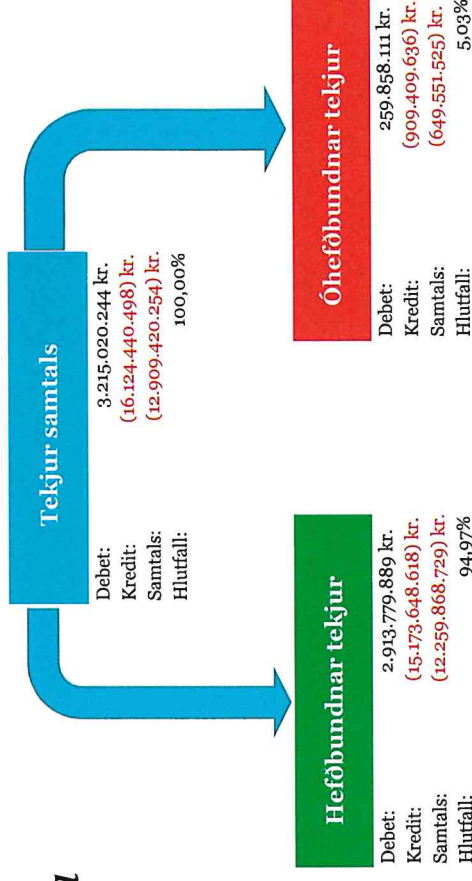 Tekjur samtals
Debet: 3.215.020.244 kr.
Kredit: (16.124.440.498) kr.
Samtals: (12.909.420.254) kr.
Hlutfall: 100,00%
Hefðbundnar tekjur
Debet: 2.913.779.889 kr.
Kredit: (15.173.648.618) kr.
Samtals: (12.259.868.729) kr.
Hlutfall: 94,97%
Óhefðbundnar tekjur
Debet: 259.858.111 kr.
Kredit: (909.409.636) kr.
Samtals: (649.551.525) kr.
Hlutfall: 5,03%